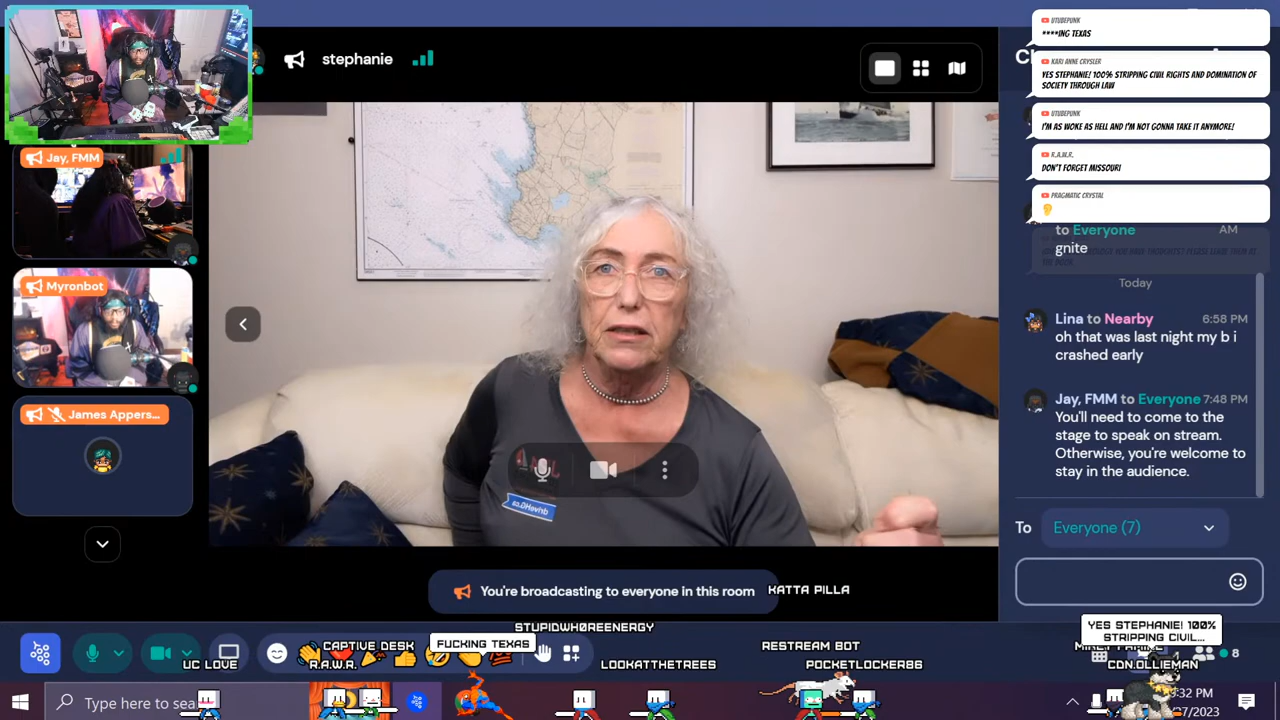 stephanie
Jay, FMM
Myronbot
James Appers...
UTUBEPUNK
****ING TEXAS
KARI ANNE CRYSLER
YES STEPHANIE! 100% STRIPPING CIVIL RIGHTS AND DOMINATION OF
SOCIETY THROUGH LAW
UTUBEPUNK
I'M AS WOKE AS HELL AND I'M NOT GONNA TAKE IT ANYMORE!
R.A.W.R.
DON'T FORGET MISSOURI
PRAGMATIC CRYSTAL
to Everyone AM
gnite
Today
Lina to Nearby 6:58 PM
oh that was last night my b i
crashed early
Jay, FMM to Everyone 7:48 PM
You'll need to come to the
stage to speak on stream.
Otherwise, you're welcome to
stay in the audience.
To Everyone (7)
You're broadcasting to everyone in this room
KATTA PILLA
STUPIDWH0REENERGY
FUCKING TEXAS
CAPTIVE DESK
UC LOVE
R.A.W.R.
LOOKATTHETREES
RESTREAM BOT
POCKETLOCKER86
YES STEPHANIE! 100%
STRIPPING CIVIL...
CDN.OLLIEMAN
8
Type here to sea
:32 PM
/27/2023